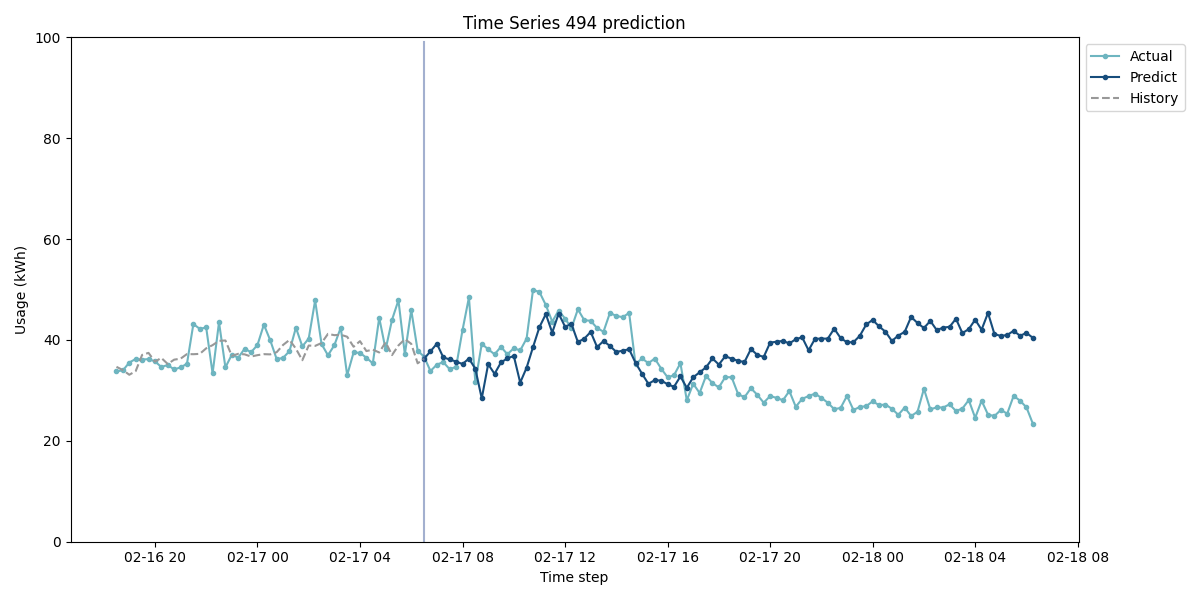 Time Series 494 prediction
100
80
60
40
20
0
Usage (kWh)
02-16 20
02-17 00
02-17 04
02-17 08
02-17 12
02-17 16
02-17 20
02-18 00
02-18 04
02-18 08
Time step
Actual
Predict
History